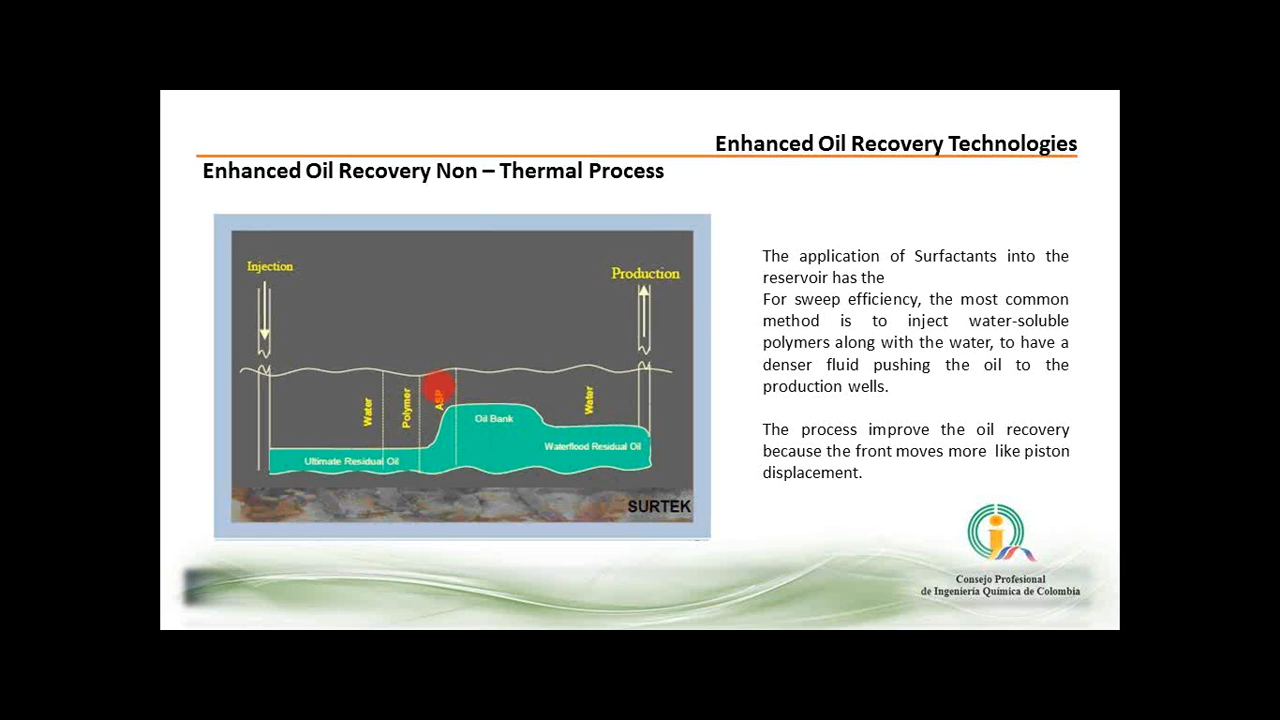 Enhanced Oil Recovery Technologies
Enhanced Oil Recovery Non – Thermal Process
Injection
Production
Water
Polymer
ASP
Water
Oil Bank
Waterflood Residual Oil
Ultimate Residual Oil
SURTEK
The application of Surfactants into the
reservoir has the
For sweep efficiency, the most common
method is to inject water-soluble
polymers along with the water, to have a
denser fluid pushing the oil to the
production wells.
The process improve the oil recovery
because the front moves more like piston
displacement.
Consejo Profesional
de Ingeniería Química de Colombia